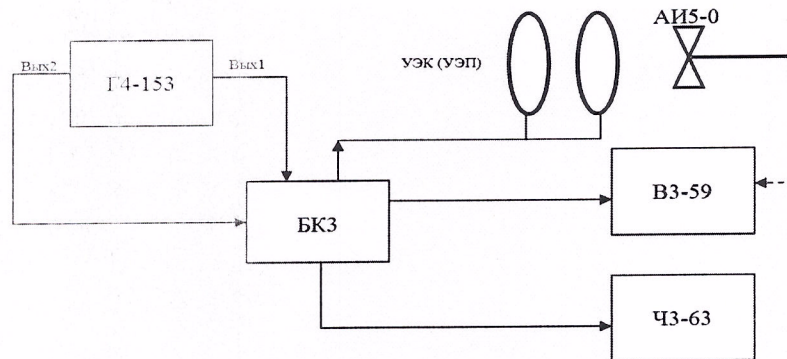 АИ5-0
УЭК (УЭП)
Вых2
Г4-153
Вых1
В3-59
БК3
Ч3-63